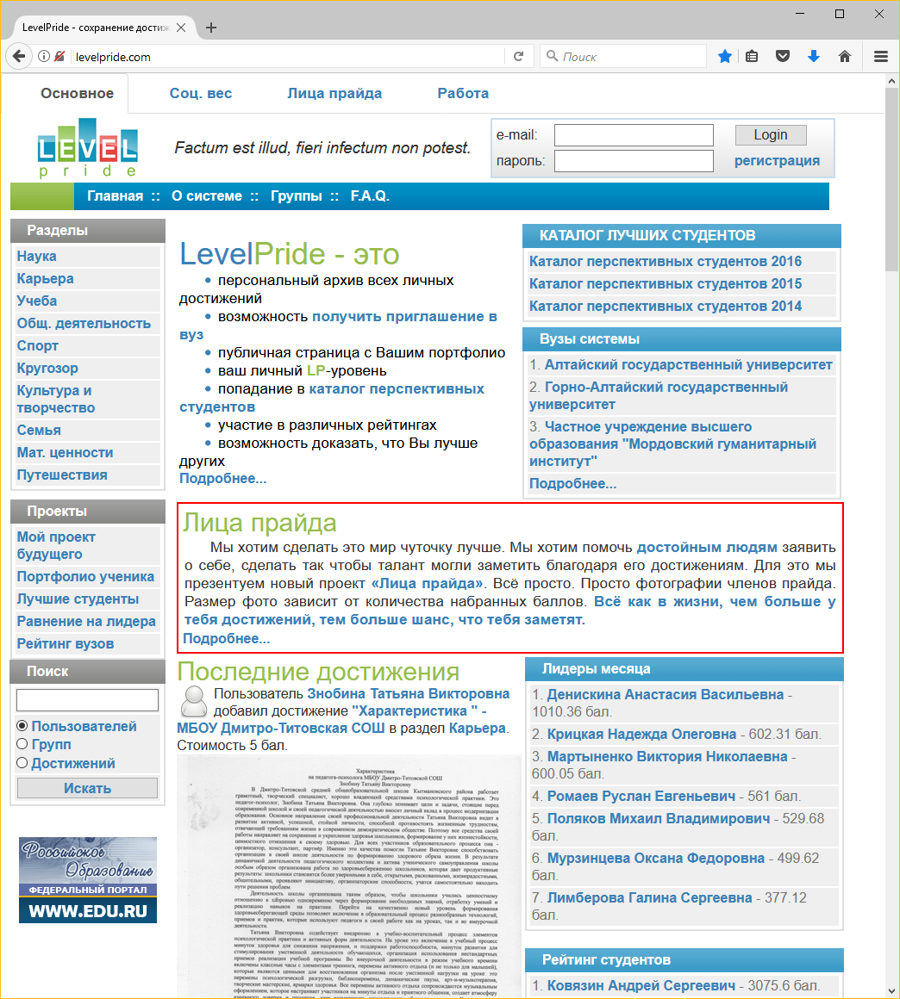 LevelPride - сохранение достиж
levelpride.com
Поиск
Основное
Соц. вес
Лица прайда
Работа
LEVEL
pride
Factum est illud, fieri infectum non potest.
e-mail:
Login
пароль:
регистрация
Главная :: О системе :: Группы :: F.A.Q.
Разделы
Наука
Карьера
Учеба
Общ. деятельность
Спорт
Кругозор
Культура и
творчество
Семья
Мат. ценности
Путешествия
Проекты
Мой проект
будущего
Портфолио ученика
Лучшие студенты
Равнение на лидера
Рейтинг вузов
Поиск
Пользователей
Групп
Достижений
Искать
Российское
Образование
ФЕДЕРАЛЬНЫЙ ПОРТАЛ
WWW.EDU.RU
LevelPride - это
персональный архив всех личных
достижений
возможность получить приглашение в
вуз
публичная страница с Вашим портфолио
ваш личный LP-уровень
попадание в каталог перспективных
студентов
участие в различных рейтингах
возможность доказать, что Вы лучше
других
Подробнее...
КАТАЛОГ ЛУЧШИХ СТУДЕНТОВ
Каталог перспективных студентов 2016
Каталог перспективных студентов 2015
Каталог перспективных студентов 2014
Вузы системы
1. Алтайский государственный университет
2. Горно-Алтайский государственный
университет
3. Частное учреждение высшего
образования "Мордовский гуманитарный
институт"
Подробнее...
Лица прайда
Мы хотим сделать это мир чуточку лучше. Мы хотим помочь достойным людям заявить
о себе, сделать так чтобы талант могли заметить благодаря его достижениям. Для это мы
презентуем новый проект «Лица прайда». Всё просто. Просто фотографии членов прайда.
Размер фото зависит от количества набранных баллов. Всё как в жизни, чем больше у
тебя достижений, тем больше шанс, что тебя заметят.
Подробнее...
Последние достижения
Пользователь Знобина Татьяна Викторовна
добавил достижение "Характеристика " -
МБОУ Дмитро-Титовская СОШ в раздел Карьера.
Стоимость 5 бал.
Характеристика
на педагога-психолога МБОУ Дмитро-Титовской СОШ
Знобину Татьяну Викторовну
Лидеры месяца
1. Денискина Анастасия Васильевна -
1010.36 бал.
2. Крицкая Надежда Олеговна - 602.31 бал.
3. Мартыненко Виктория Николаевна -
600.05 бал.
4. Ромаев Руслан Евгеньевич - 561 бал.
5. Поляков Михаил Владимирович - 529.68
бал.
6. Мурзинцева Оксана Федоровна - 499.62
бал.
7. Лимберова Галина Сергеевна - 377.12
бал.
Рейтинг студентов
1. Ковязин Андрей Сергеевич - 3075.6 бал.